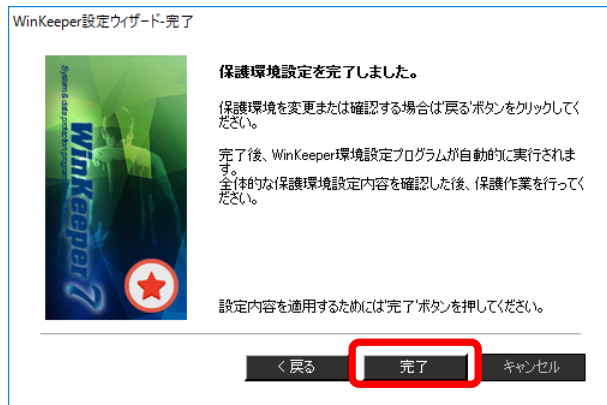 WinKeeper設定ウィザード-完了
System & data protection program
WinKeeper 7
保護環境設定を完了しました。
保護環境を変更または確認する場合は'戻る'ボタンをクリックしてく
ださい。
完了後、WinKeeper環境設定プログラムが自動的に実行されま
す。
全体的な保護環境設定内容を確認した後、保護作業を行ってく
ださい。
設定内容を適用するためには'完了'ボタンを押してください。
< 戻る
完了
キャンセル